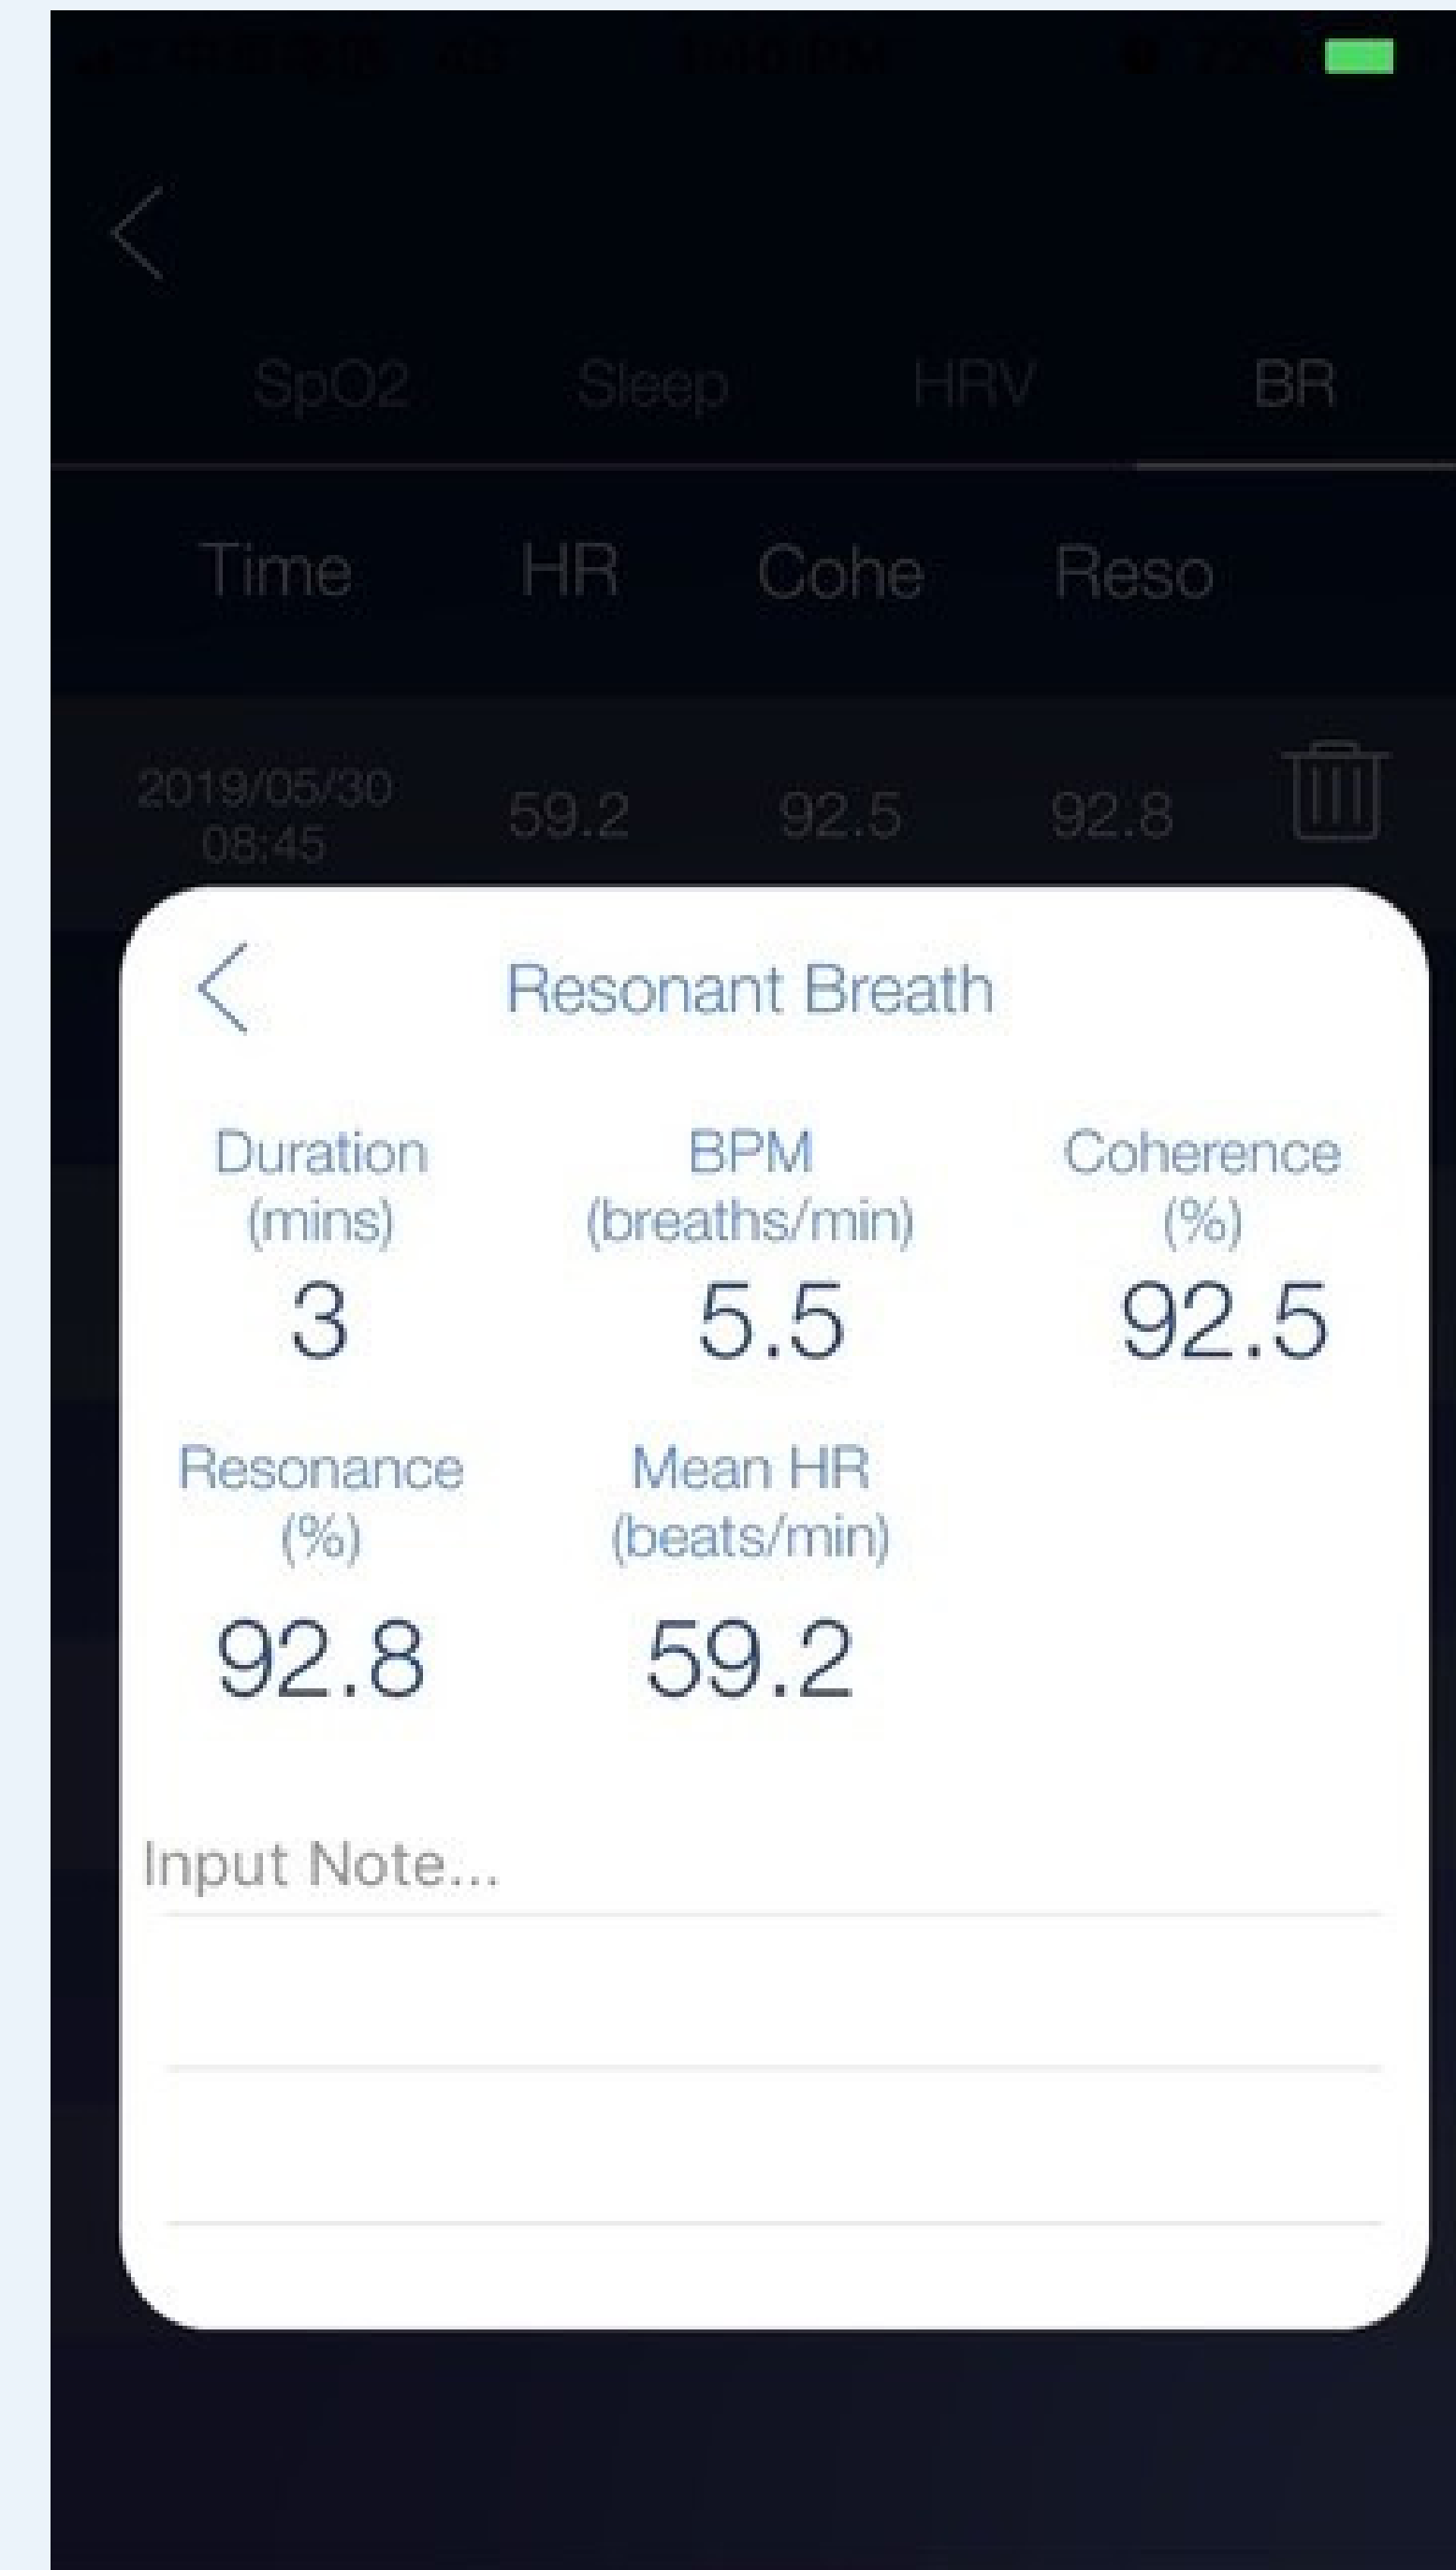 SpO2 Sleep HRV BR
Time HR Cohe Reso
2019/05/30
08:45
59.2 92.5 92.8
Resonant Breath
Duration
(mins)
3
BPM
(breaths/min)
5.5
Coherence
(%)
92.5
Resonance
(%)
92.8
Mean HR
(beats/min)
59.2
Input Note...